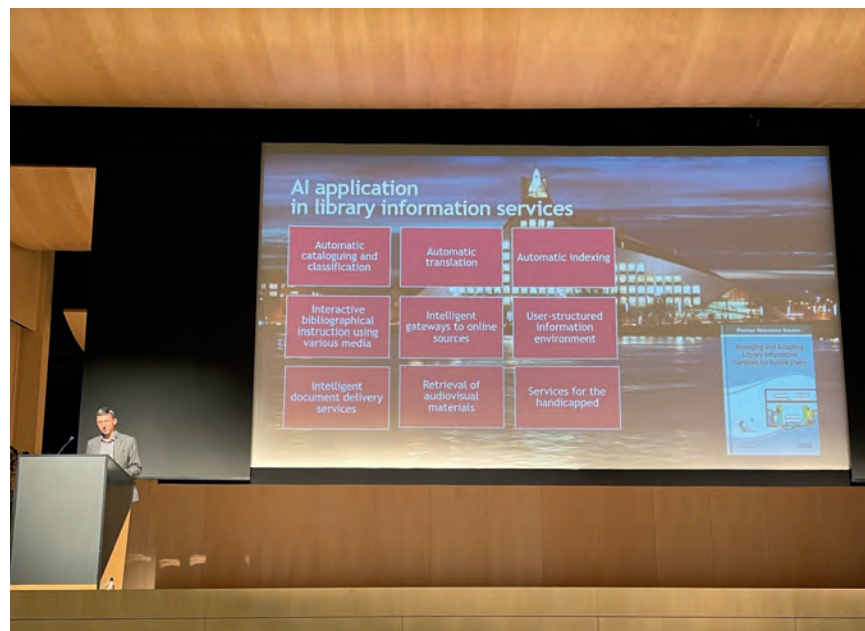 AI application
in library information services
Automatic
cataloguing and
classification
Automatic
translation
Automatic indexing
Interactive
bibliographical
instruction using
various media
Intelligent
gateways to online
sources
User-structured
information
environment
Intelligent
document delivery
services
Retrieval of
audiovisual
materials
Services for the
handicapped
Premier Reference Source
Managing and Adapting
Library Information
Services for Future Users